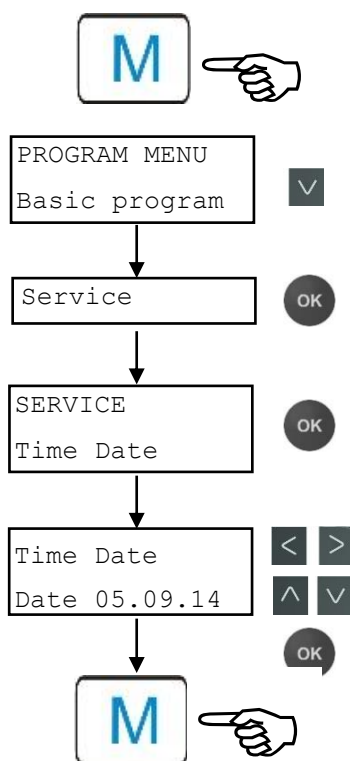 M
PROGRAM MENU
Basic program
Service
OK
SERVICE
OK
Time Date
Time Date
Date 05.09.14
OK
M